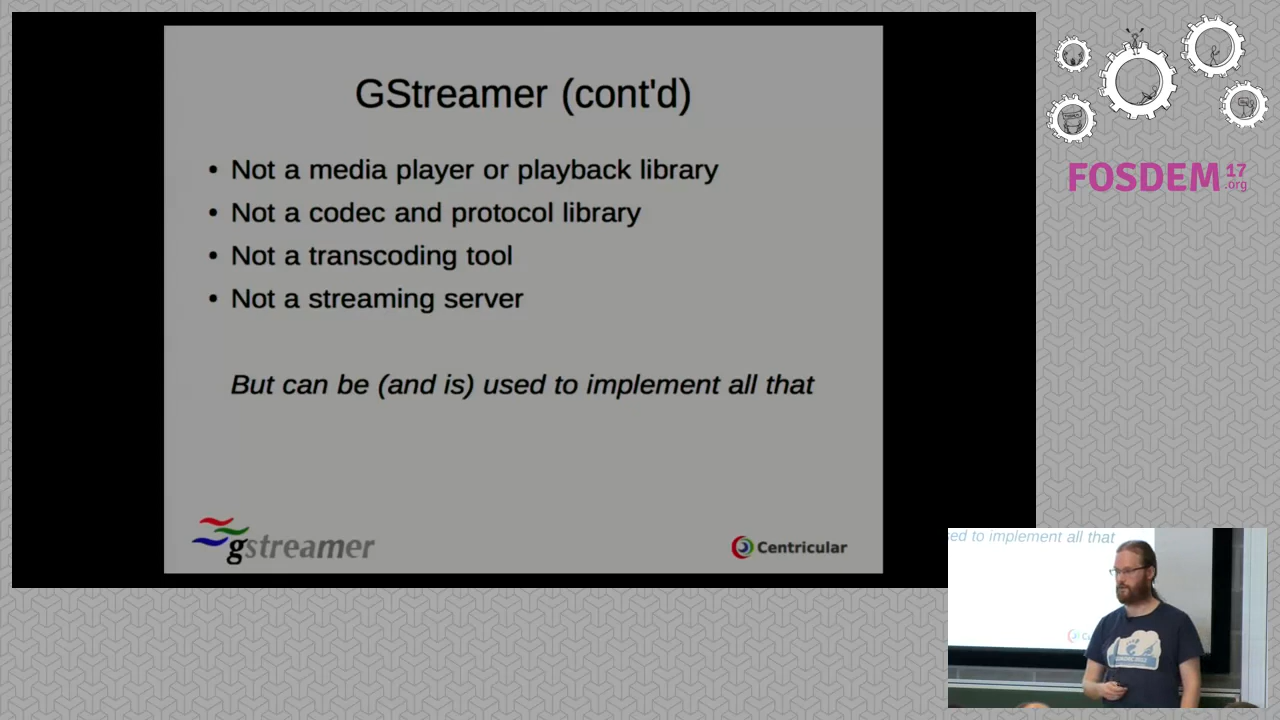 GStreamer (cont'd)
• Not a media player or playback library
• Not a codec and protocol library
• Not a transcoding tool
• Not a streaming server
But can be (and is) used to implement all that
gstreamer
Centricular
FOSDEM 17
.org
sed to implement all that